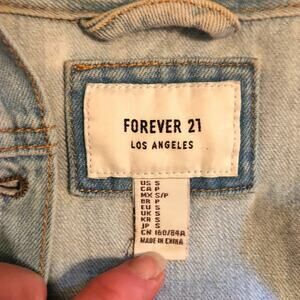 FOREVER 21
LOS ANGELES
US S
CA P
MX S/P
BR P
EU S
UK S
KR S
JP S
CN 160/84A
MADE IN CHINA